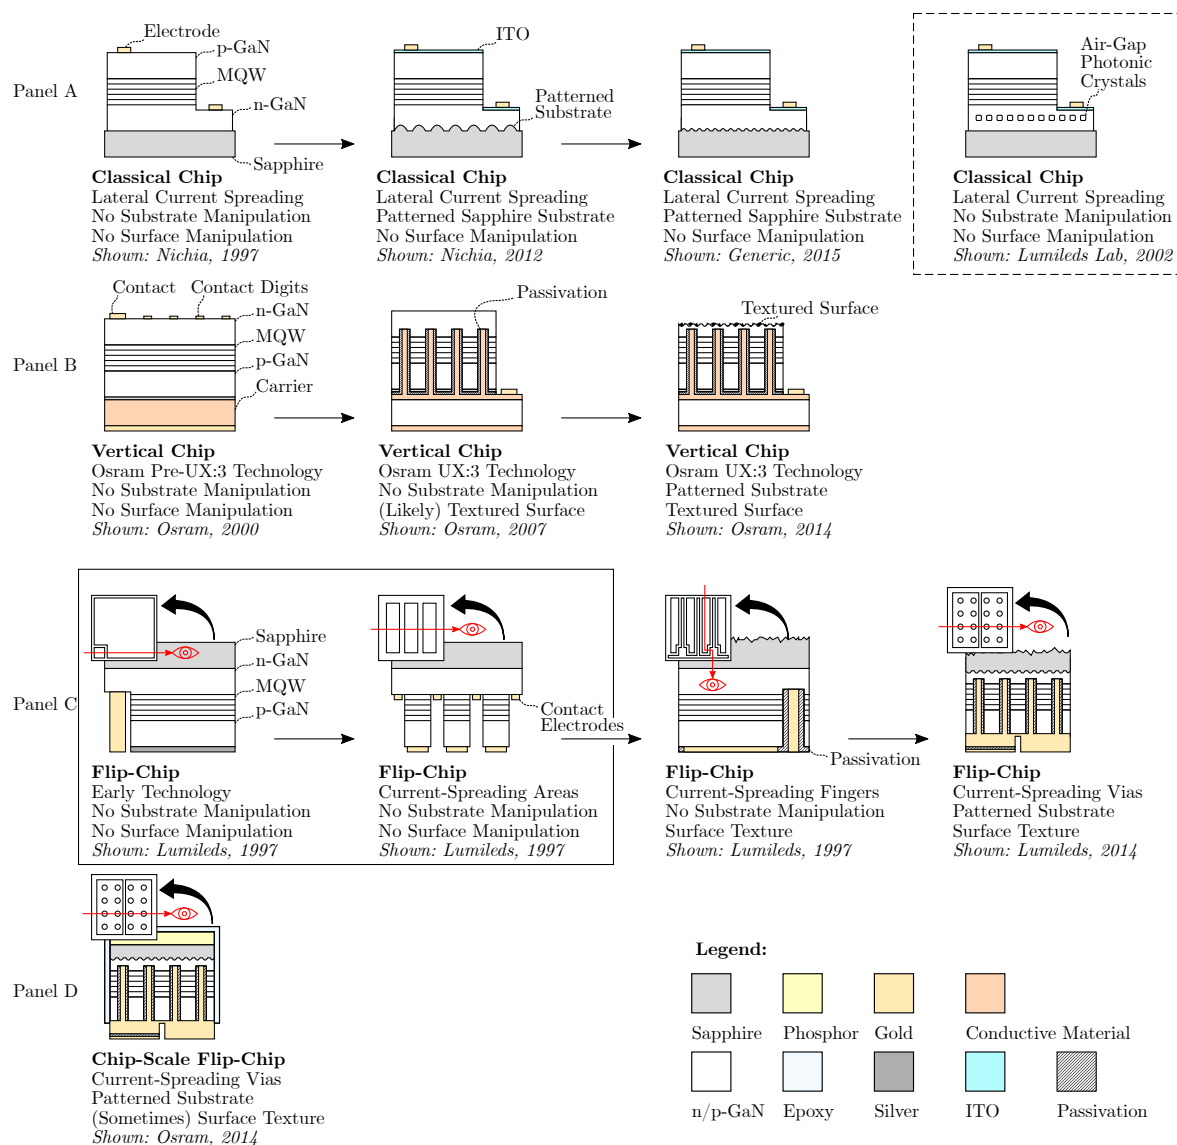 Electrode
p-GaN
MQW
n-GaN
Sapphire
ITO
Patterned
Substrate
Air-Gap
Photonic
Crystals
Panel A
Classical Chip
Lateral Current Spreading
No Substrate Manipulation
No Surface Manipulation
Shown: Nichia, 1997
Classical Chip
Lateral Current Spreading
Patterned Sapphire Substrate
No Surface Manipulation
Shown: Nichia, 2012
Classical Chip
Lateral Current Spreading
Patterned Sapphire Substrate
No Surface Manipulation
Shown: Generic, 2015
Classical Chip
Lateral Current Spreading
No Substrate Manipulation
No Surface Manipulation
Shown: Lumileds Lab, 2002
Contact
Contact Digits
n-GaN
MQW
p-GaN
Carrier
Passivation
Textured Surface
Panel B
Vertical Chip
Osram Pre-UX:3 Technology
No Substrate Manipulation
No Surface Manipulation
Shown: Osram, 2000
Vertical Chip
Osram UX:3 Technology
No Substrate Manipulation
(Likely) Textured Surface
Shown: Osram, 2007
Vertical Chip
Osram UX:3 Technology
Patterned Substrate
Textured Surface
Shown: Osram, 2014
Sapphire
n-GaN
MQW
p-GaN
Contact
Electrodes
Passivation
Panel C
Flip-Chip
Early Technology
No Substrate Manipulation
No Surface Manipulation
Shown: Lumileds, 1997
Flip-Chip
Current-Spreading Areas
No Substrate Manipulation
No Surface Manipulation
Shown: Lumileds, 1997
Flip-Chip
Current-Spreading Fingers
No Substrate Manipulation
Surface Texture
Shown: Lumileds, 1997
Flip-Chip
Current-Spreading Vias
Patterned Substrate
Surface Texture
Shown: Lumileds, 2014
Panel D
Chip-Scale Flip-Chip
Current-Spreading Vias
Patterned Substrate
(Sometimes) Surface Texture
Shown: Osram, 2014
Legend:
Sapphire
Phosphor
Gold
Conductive Material
n/p-GaN
Epoxy
Silver
ITO
Passivation